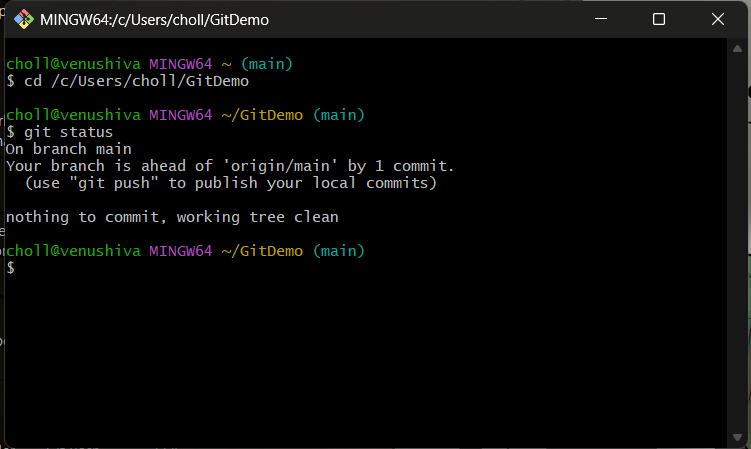 MINGW64:/c/Users/choll/GitDemo
choll@venushiva MINGW64 ~ (main)
$ cd /c/Users/choll/GitDemo
choll@venushiva MINGW64 ~/GitDemo (main)
$ git status
On branch main
Your branch is ahead of 'origin/main' by 1 commit.
(use "git push" to publish your local commits)
nothing to commit, working tree clean
choll@venushiva MINGW64 ~/GitDemo (main)
$